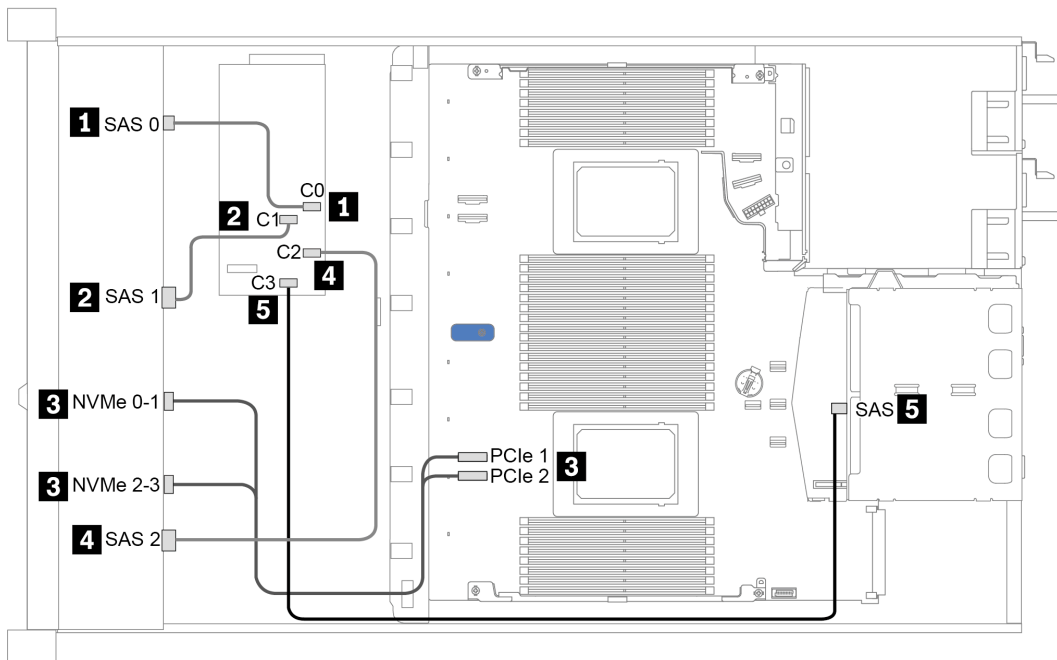 1 SAS 0
C0 1
2 C1
C2
4
C3
5
2 SAS 1
3 NVMe 0-1
SAS 5
PCIe 1
PCIe 2
3
3 NVMe 2-3
4 SAS 2